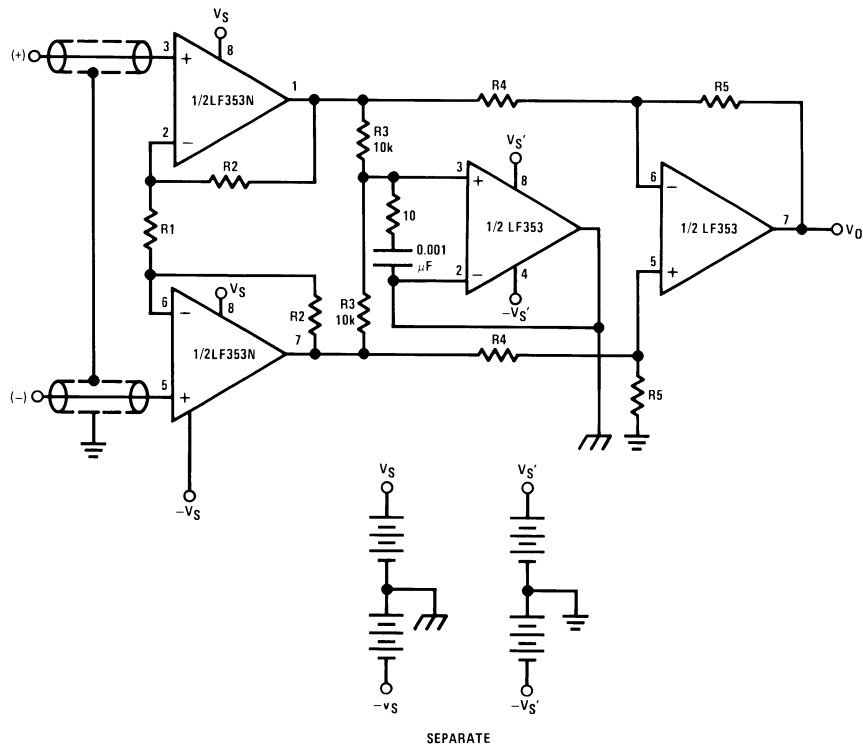 VS
(+)
3
+
8
1
1/2LF353N
2
−
R2
R1
R4
R5
R3
10k
VS'
3
+
8
10
1/2 LF353
0.001
μF
2
−
4
-VS'
6
−
7
VO
1/2 LF353
5
+
VS
6
−
8
R2
R3
10k
7
1/2LF353N
R4
(−)
5
+
R5
-VS
VS
VS'
-vS
-VS'
SEPARATE